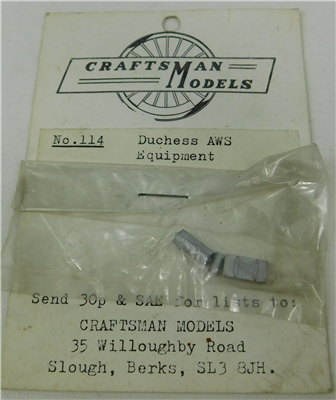 CRAFTSMAN
MODELS
No.114 Duchess AWS
Equipment
Send 30p & SAE for lists to:
CRAFTSMAN MODELS
35 Willoughby Road
Slough, Berks, SL3 8JH.